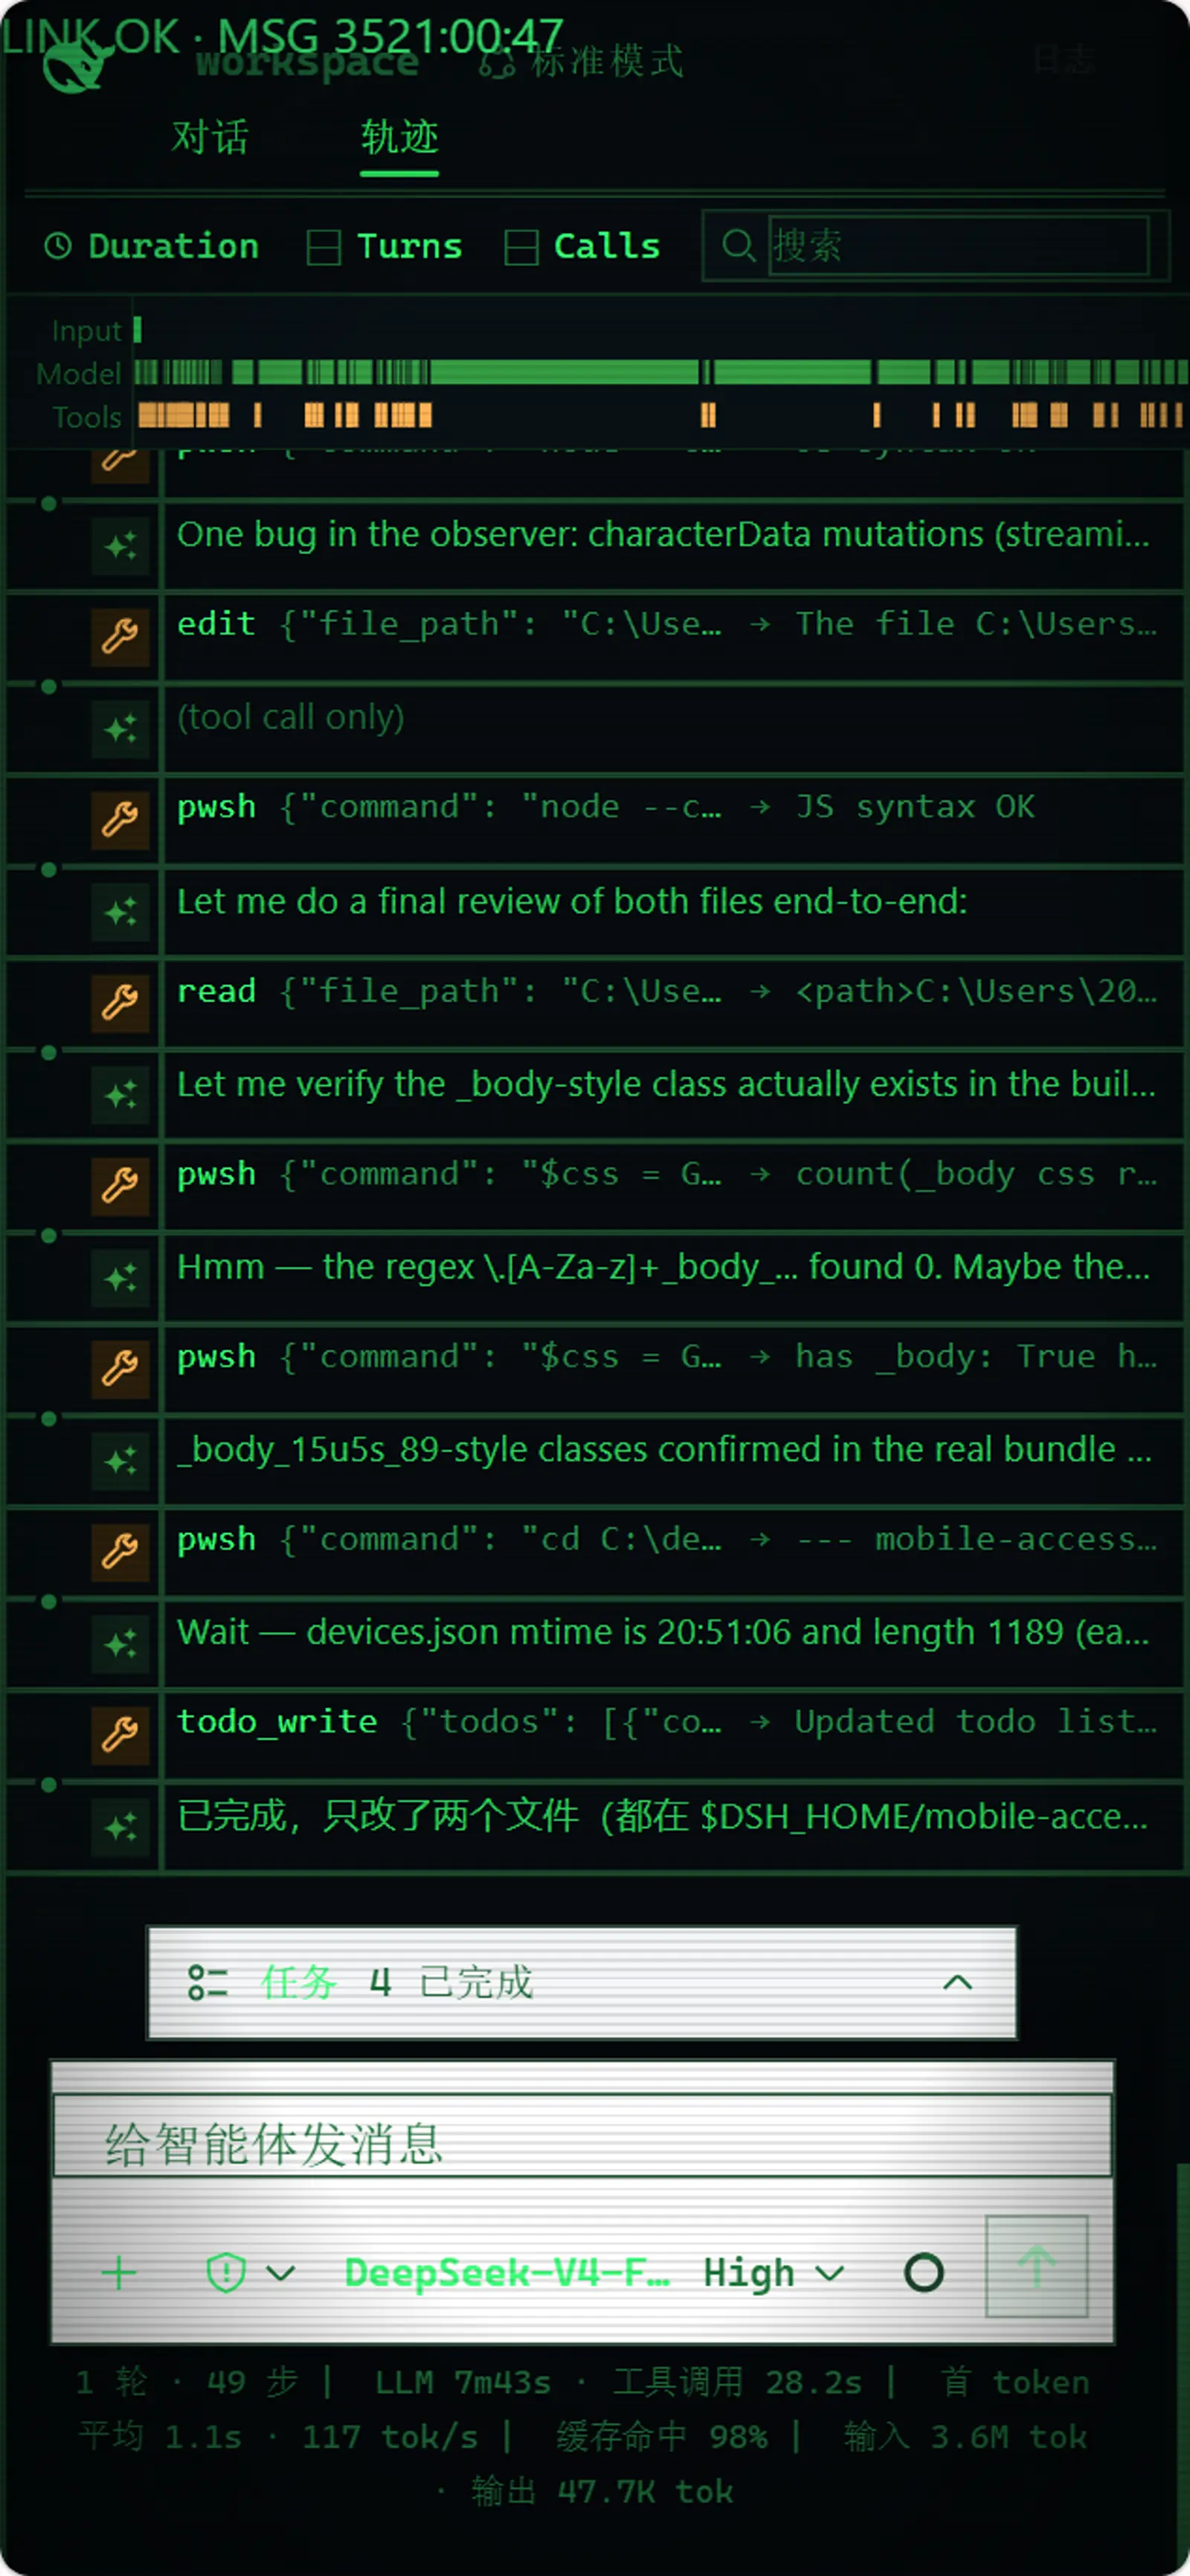 LINK OK · MSG 3521:00:47
workspace 标准模式 日志
对话 轨迹
Duration Turns Calls 搜索
Input
Model
Tools
One bug in the observer: characterData mutations (streami...
edit {"file_path": "C:\Use… → The file C:\Users…
(tool call only)
pwsh {"command": "node --c… → JS syntax OK
Let me do a final review of both files end-to-end:
read {"file_path": "C:\Use… → <path>C:\Users\20…
Let me verify the _body-style class actually exists in the buil...
pwsh {"command": "$css = G… → count(_body css r…
Hmm — the regex \.[A-Za-z]+_body_... found 0. Maybe the...
pwsh {"command": "$css = G… → has _body: True h…
_body_15u5s_89-style classes confirmed in the real bundle ...
pwsh {"command": "cd C:\de… → --- mobile-access…
Wait — devices.json mtime is 20:51:06 and length 1189 (ea...
todo_write {"todos": [{"co… → Updated todo list…
已完成，只改了两个文件（都在 $DSH_HOME/mobile-acce...
任务 4 已完成
给智能体发消息
DeepSeek-V4-F… High
1 轮 · 49 步 | LLM 7m43s · 工具调用 28.2s | 首 token
平均 1.1s · 117 tok/s | 缓存命中 98% | 输入 3.6M tok
· 输出 47.7K tok